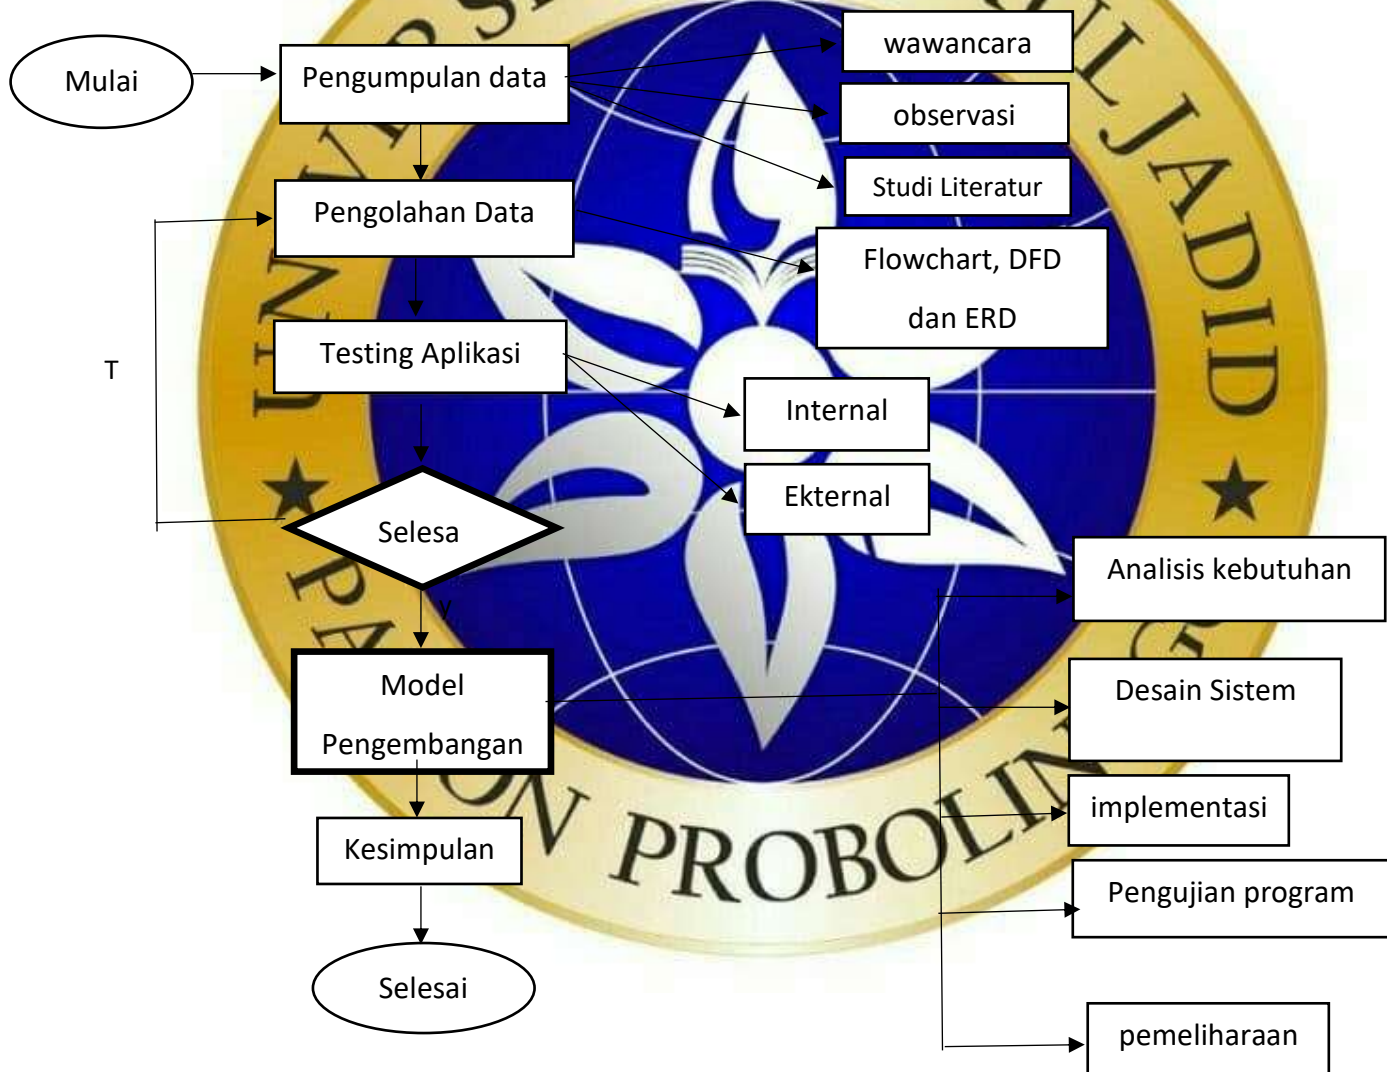 Mulai
Pengumpulan data
wawancara
observasi
Studi Literatur
Pengolahan Data
Flowchart, DFD
dan ERD
Testing Aplikasi
T
Internal
Ekternal
Selesa
Y
Analisis kebutuhan
Model
Pengembangan
Desain Sistem
implementasi
Kesimpulan
Pengujian program
Selesai
pemeliharaan
PROBOLIN
JADID